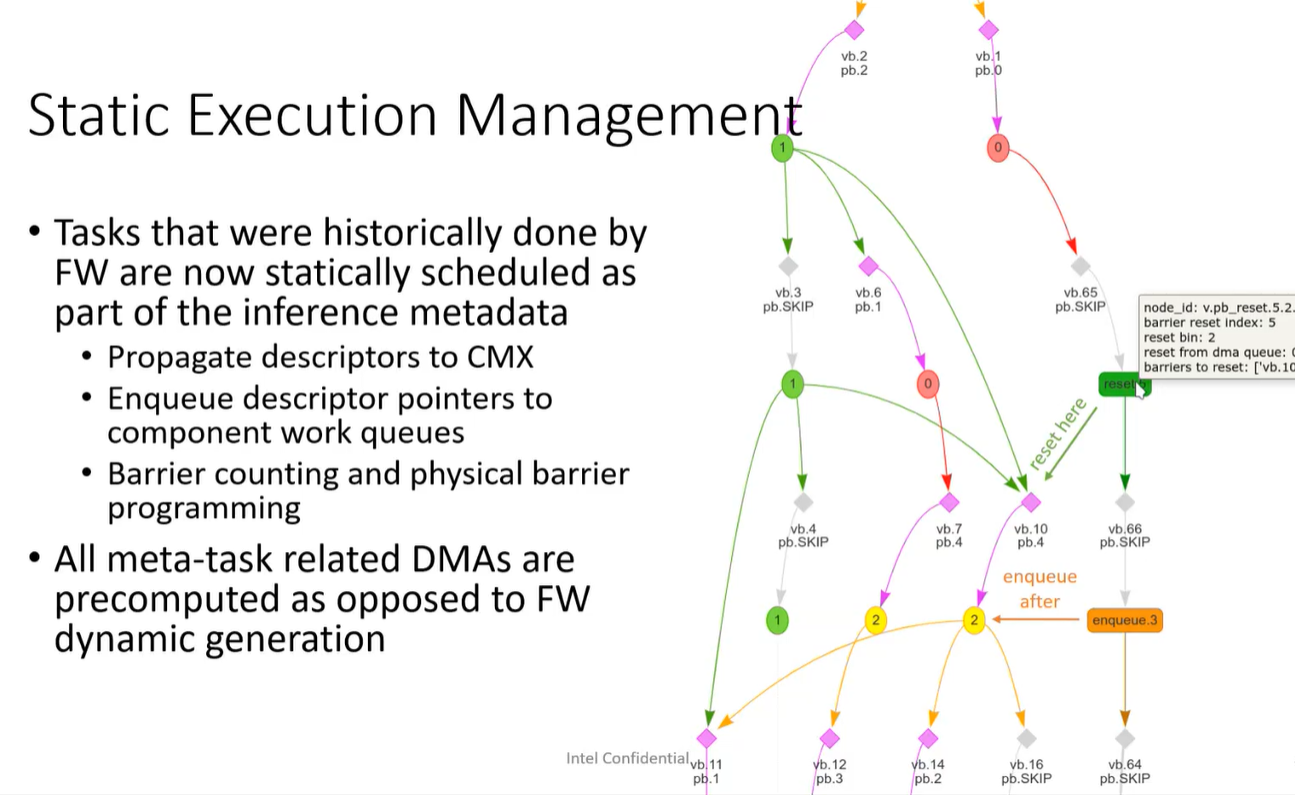 vb.2
pb.2
vb.1
pb.0
Static Execution Management
1
0
• Tasks that were historically done by
FW are now statically scheduled as
part of the inference metadata
• Propagate descriptors to CMX
• Enqueue descriptor pointers to
component work queues
• Barrier counting and physical barrier
programming
• All meta-task related DMAs are
precomputed as opposed to FW
dynamic generation
vb.3
pb.SKIP
vb.6
pb.1
vb.65
pb.SKIP
node_id: v.pb_reset.5.2.
barrier reset index: 5
reset bin: 2
reset from dma queue:
barriers to reset: ['vb.10
1
0
reset
reset here
vb.4
pb.SKIP
vb.7
pb.4
vb.10
pb.4
vb.66
pb.SKIP
enqueue
after
1
2
2
enqueue.3
Intel Confidential
vb.11
pb.1
vb.12
pb.3
vb.14
pb.2
vb.16
pb.SKIP
vb.64
pb.SKIP